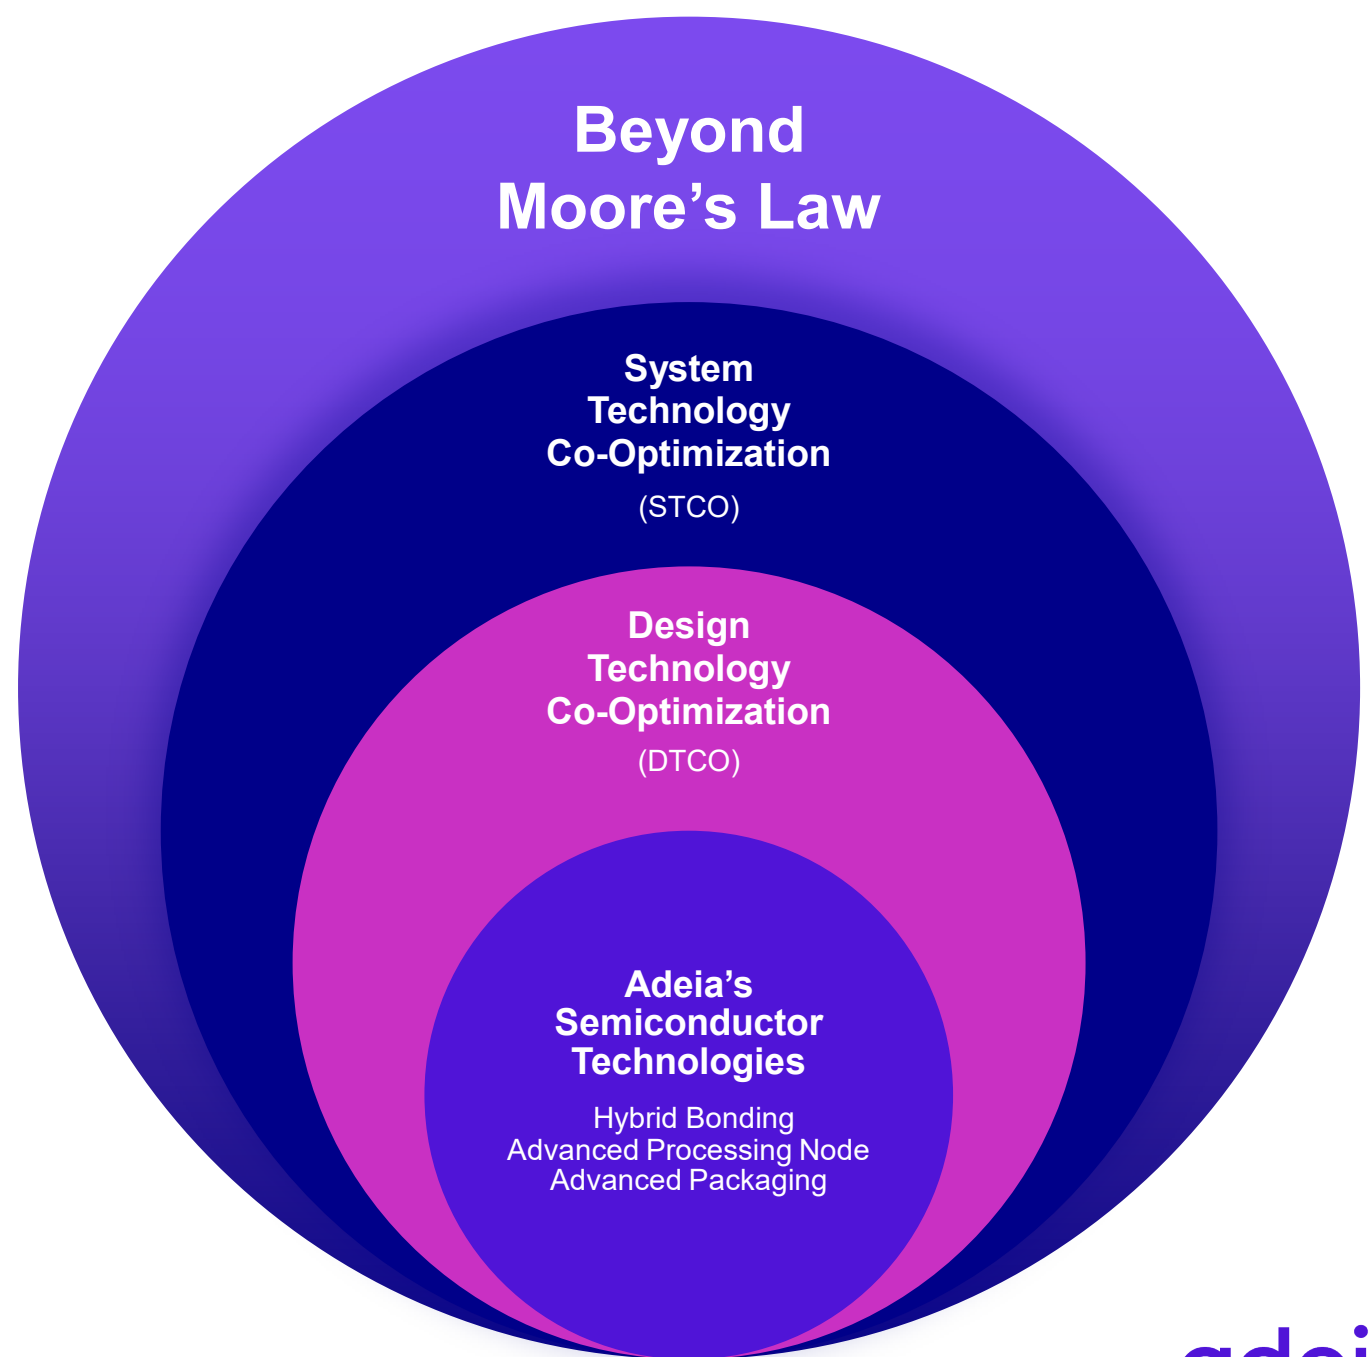 Beyond
Moore’s Law
System
Technology
Co-Optimization
(STCO)
Design
Technology
Co-Optimization
(DTCO)
Adeia’s
Semiconductor
Technologies
Hybrid Bonding
Advanced Processing Node
Advanced Packaging